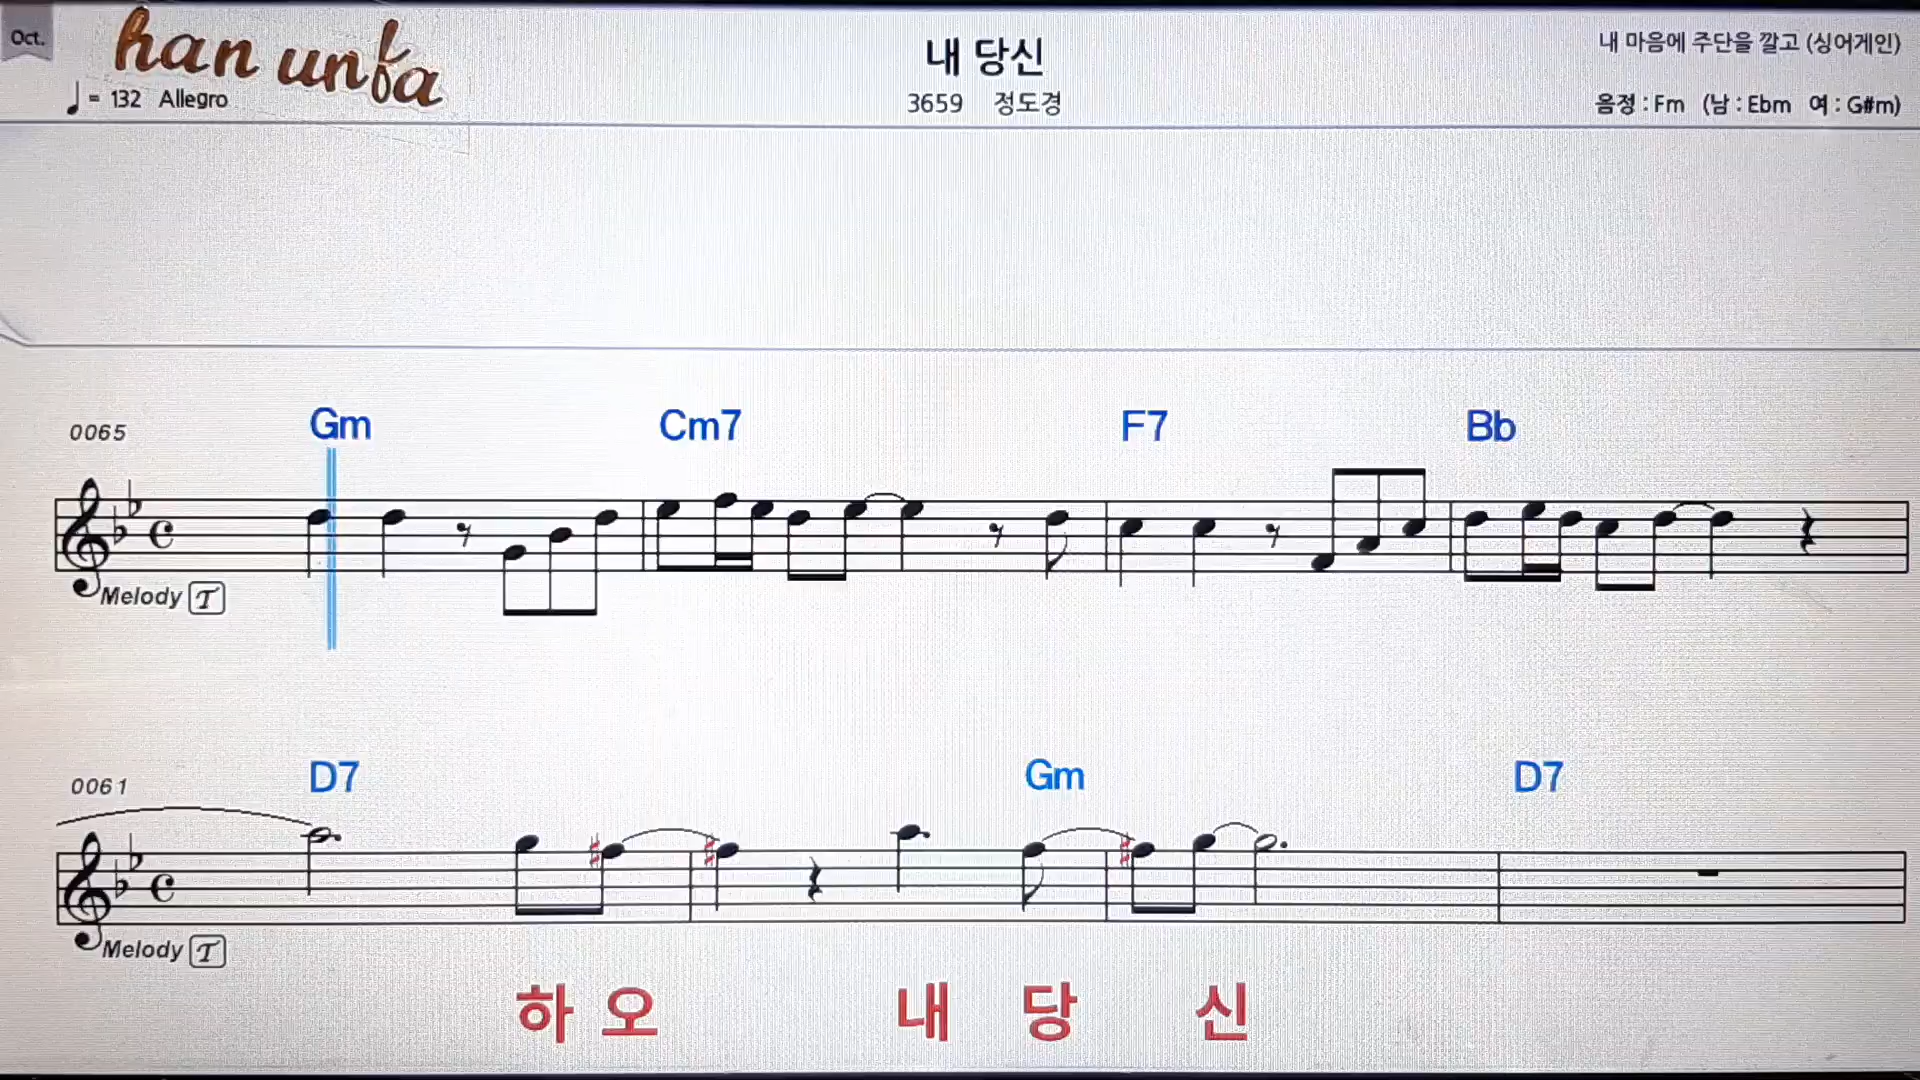 Oct.
han unfa
= 132 Allegro
내 당신
3659 정도경
내 마음에 주단을 깔고 (싱어게인)
음정 : Fm (남 : Ebm 여 : G#m)
0065
Gm Cm7 F7 Bb
Melody T
0061
D7 Gm D7
Melody T
하 오 내 당 신